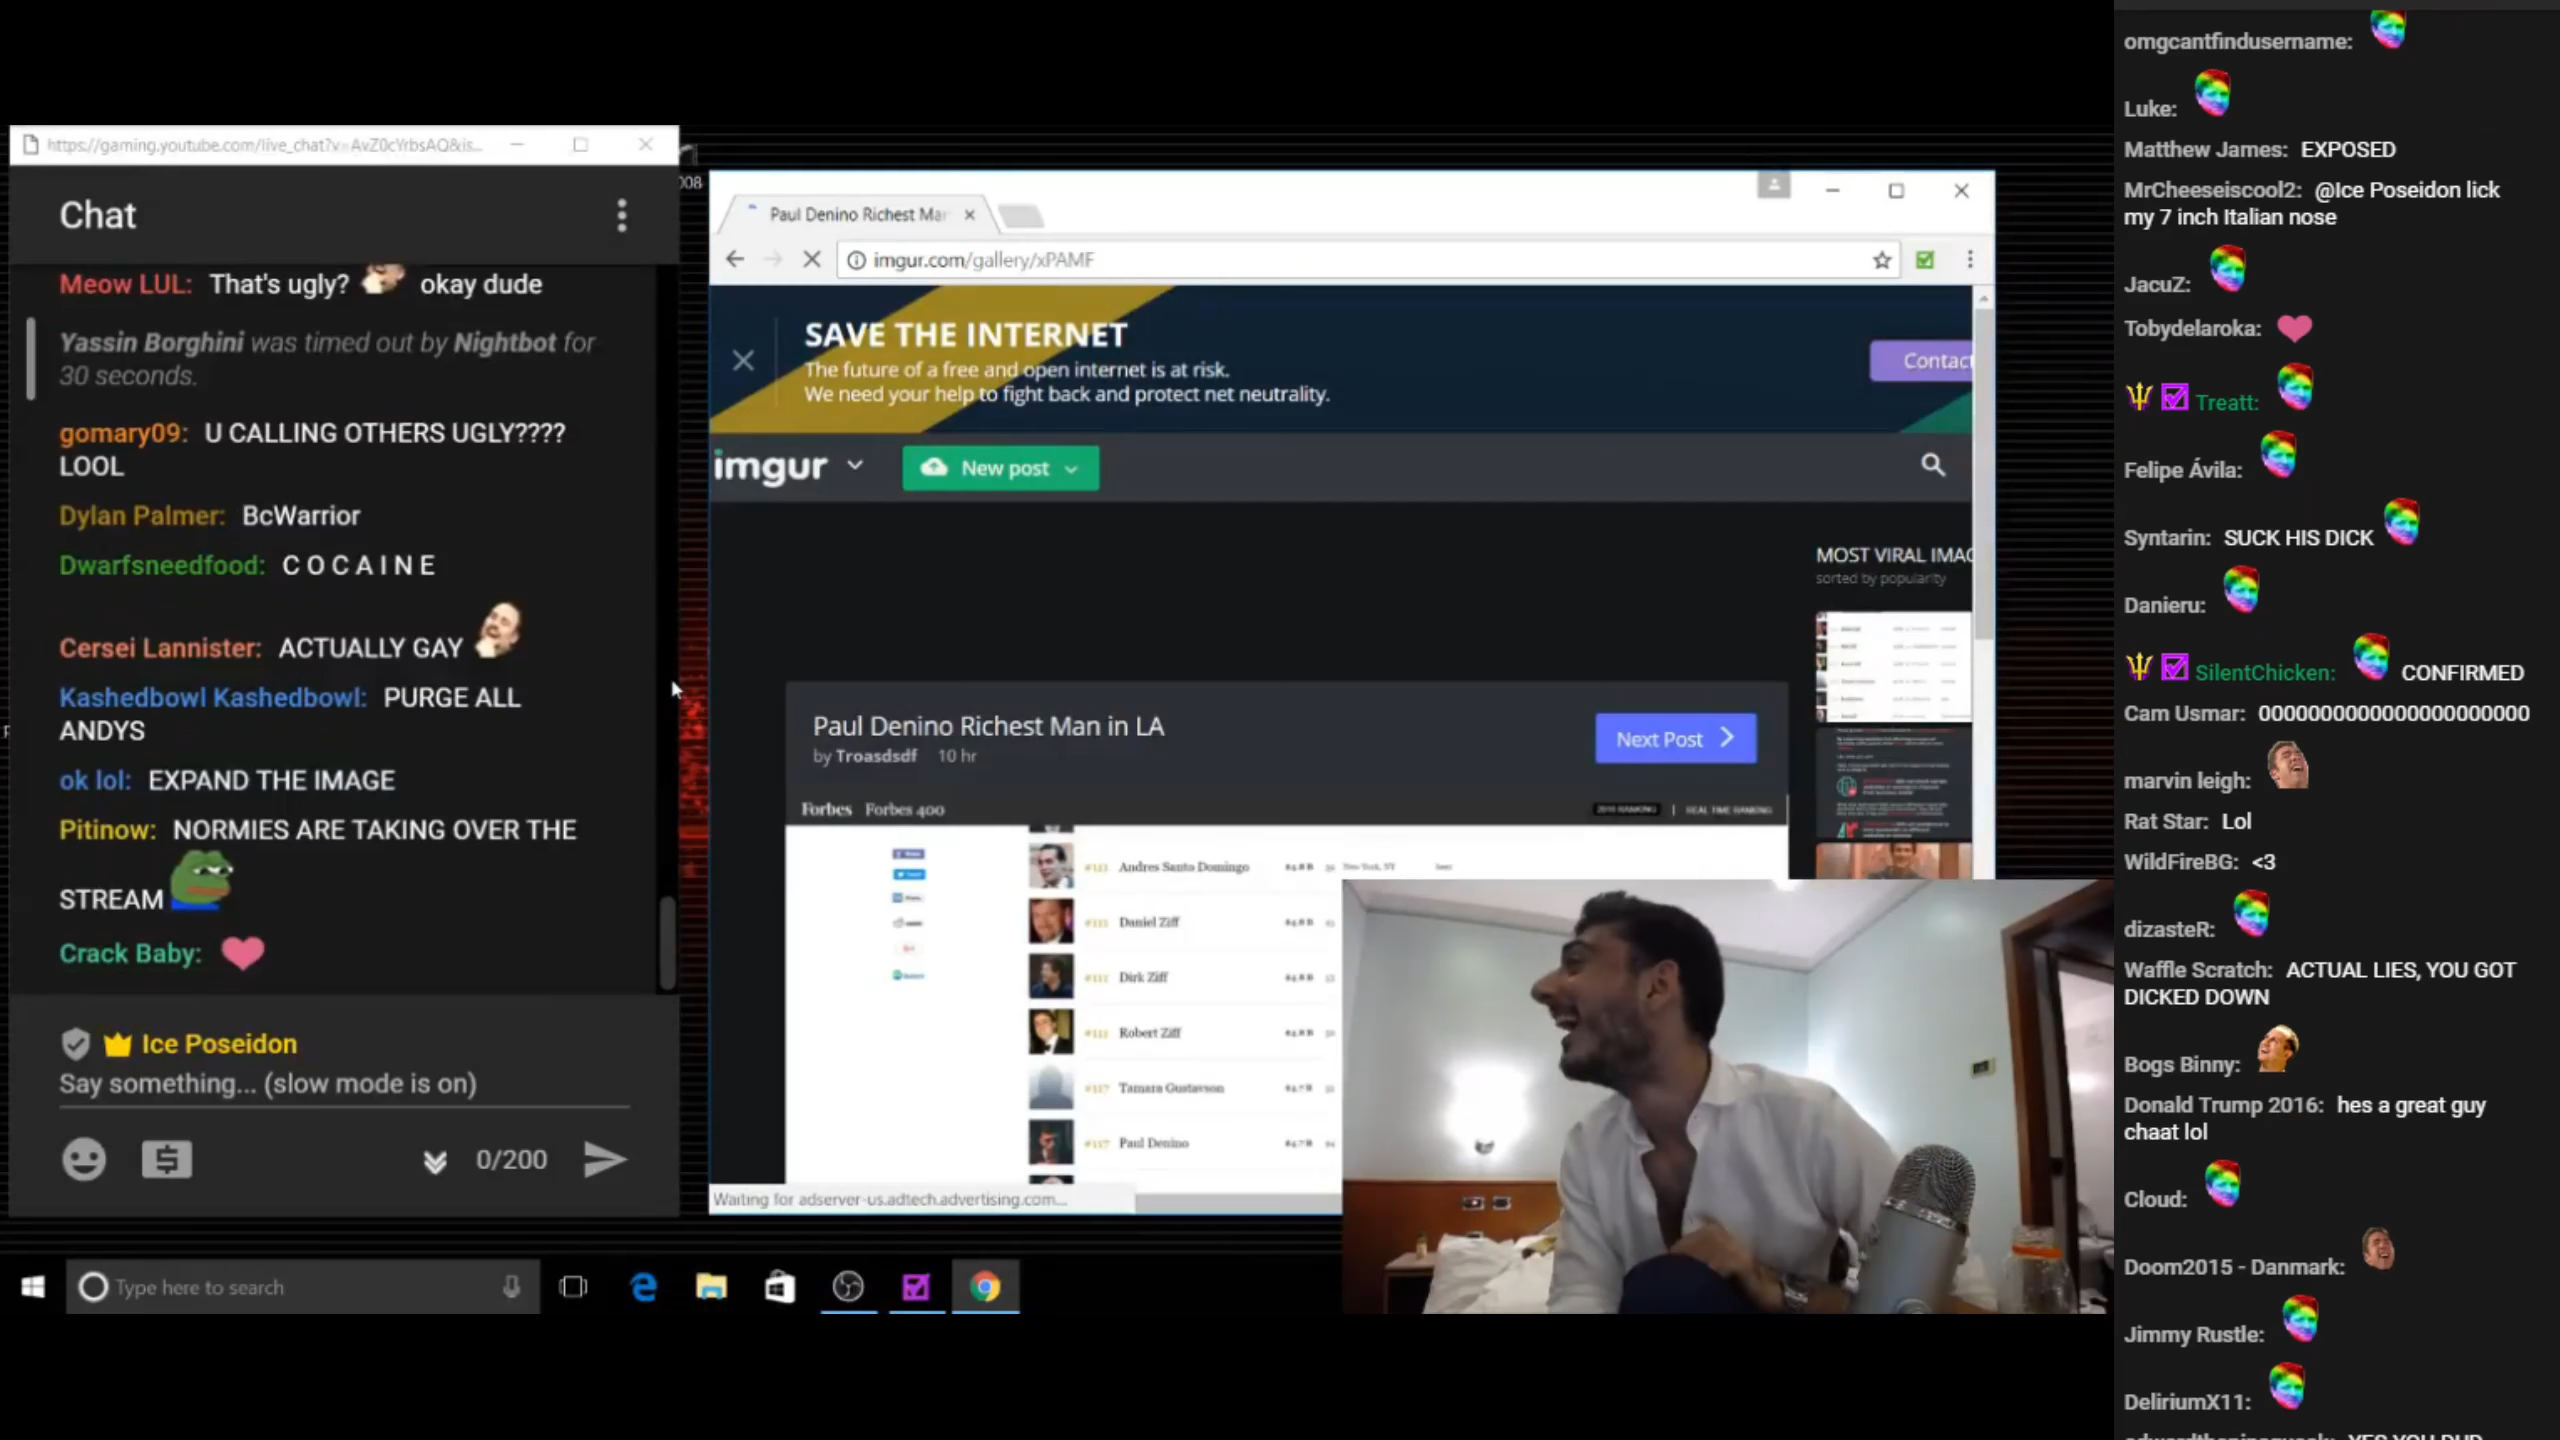 https://gaming.youtube.com/live_chat?v=AvZ0cYrbsAQ&is...
Chat
Meow LUL: That's ugly? okay dude
Yassin Borghini was timed out by Nightbot for
30 seconds.
gomary09: U CALLING OTHERS UGLY????
LOOL
Dylan Palmer: BcWarrior
Dwarfsneedfood: C O C A I N E
Cersei Lannister: ACTUALLY GAY
Kashedbowl Kashedbowl: PURGE ALL
ANDYS
ok lol: EXPAND THE IMAGE
Pitinow: NORMIES ARE TAKING OVER THE
STREAM
Crack Baby:
Ice Poseidon
Say something... (slow mode is on)
0/200
008
Paul Denino Richest Mar
imgur.com/gallery/xPAMF
SAVE THE INTERNET
The future of a free and open internet is at risk.
We need your help to fight back and protect net neutrality.
Contact
imgur
New post
MOST VIRAL IMAG
sorted by popularity
Paul Denino Richest Man in LA
by Troasdsdf 10 hr
Next Post
Forbes Forbes 400
2016 RANKING | REAL TIME RANKING
Andres Santo Domingo New York, NY
Daniel Ziff
Dirk Ziff
Robert Ziff
Tamara Gustavson
Paul Denino
Waiting for adserver-us.adtech.advertising.com...
Type here to search
omgcantfindusername:
Luke:
Matthew James: EXPOSED
MrCheeseiscool2: @Ice Poseidon lick
my 7 inch Italian nose
JacuZ:
Tobydelaroka:
Treatt:
Felipe Ávila:
Syntarin: SUCK HIS DICK
Danieru:
SilentChicken: CONFIRMED
Cam Usmar: 0000000000000000000000
marvin leigh:
Rat Star: Lol
WildFireBG: <3
dizasteR:
Waffle Scratch: ACTUAL LIES, YOU GOT
DICKED DOWN
Bogs Binny:
Donald Trump 2016: hes a great guy
chaat lol
Cloud:
Doom2015 - Danmark:
Jimmy Rustle:
DeliriumX11: